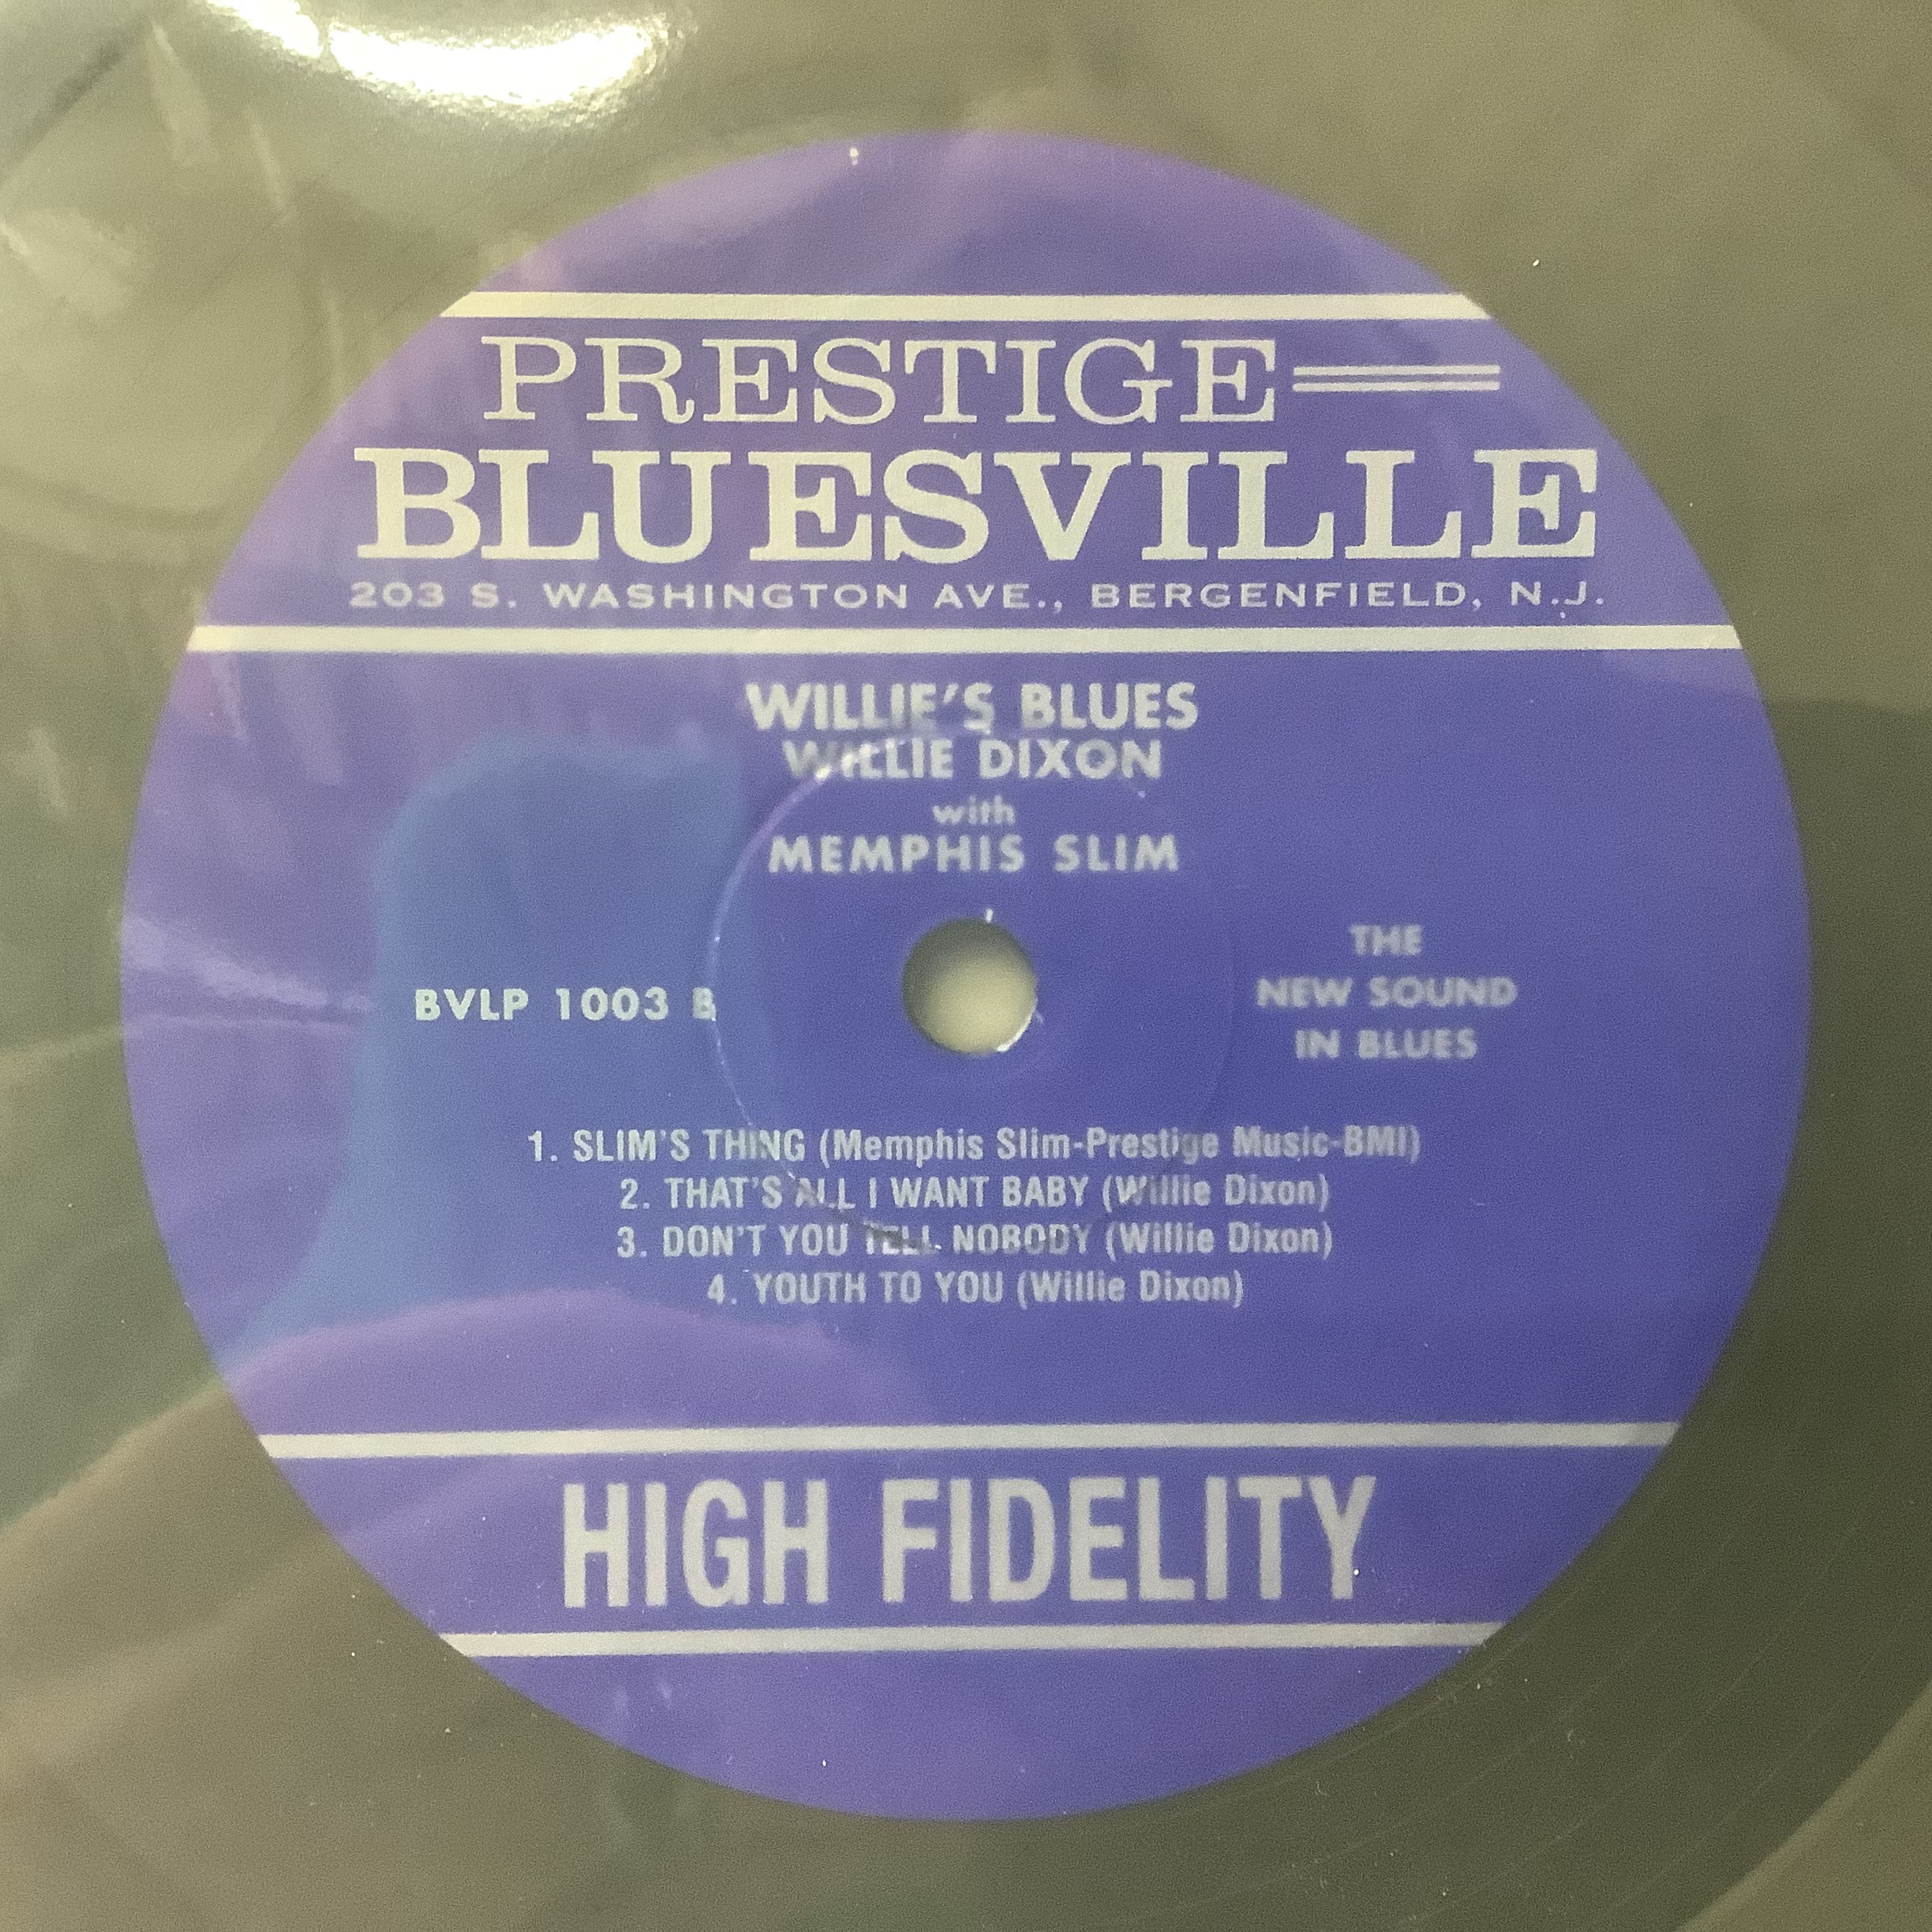 PRESTIGE
BLUESVILLE
203 S. WASHINGTON AVE., BERGENFIELD, N.J.
WILLIE'S BLUES
WILLIE DIXON
with
MEMPHIS SLIM
BVLP 1003 B
THE
NEW SOUND
IN BLUES
1. SLIM'S THING (Memphis Slim-Prestige Music-BMI)
2. THAT'S ALL I WANT BABY (Willie Dixon)
3. DON'T YOU TELL NOBODY (Willie Dixon)
4. YOUTH TO YOU (Willie Dixon)
HIGH FIDELITY